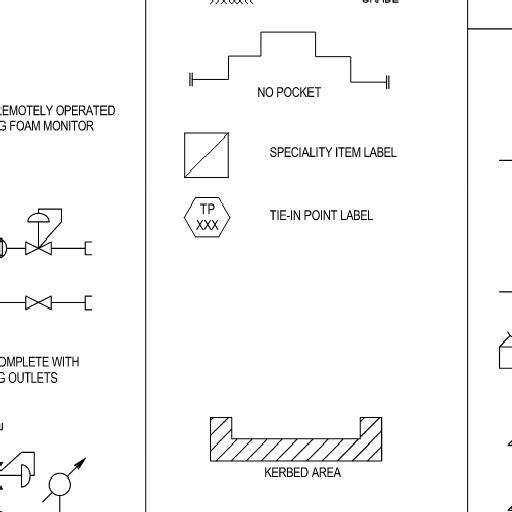 NO POCKET
REMOTELY OPERATED
G FOAM MONITOR
SPECIALITY ITEM LABEL
TP
XXX
TIE-IN POINT LABEL
OMPLETE WITH
G OUTLETS
KERBED AREA